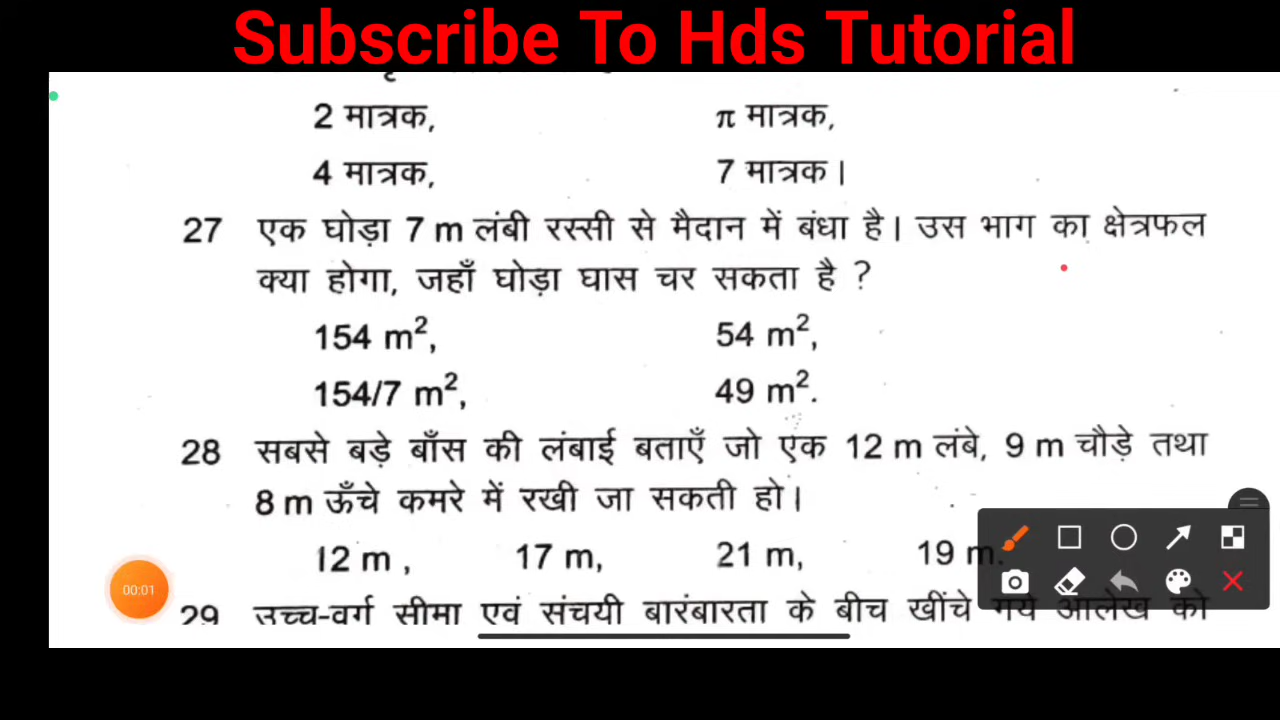 Subscribe To Hds Tutorial
2 मात्रक, π मात्रक,
4 मात्रक, 7 मात्रक ।
27 एक घोड़ा 7 m लंबी रस्सी से मैदान में बंधा है। उस भाग का क्षेत्रफल
क्या होगा, जहाँ घोड़ा घास चर सकता है ?
154 m², 54 m²,
154/7 m², 49 m².
28 सबसे बड़े बाँस की लंबाई बताएँ जो एक 12 m लंबे, 9 m चौड़े तथा
8 m ऊँचे कमरे में रखी जा सकती हो।
12 m , 17 m, 21 m, 19 m.
00:01
29 उच्च-वर्ग सीमा एवं संचयी बारंबारता के बीच खींचे गये आलेख को